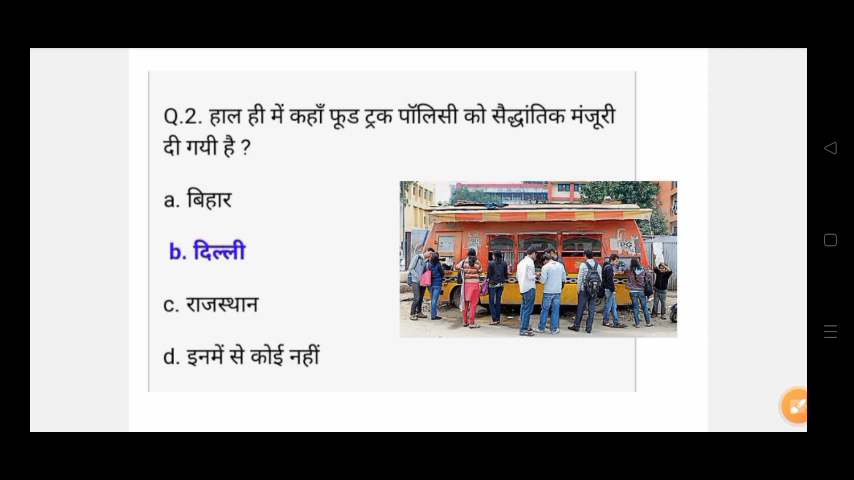 Q.2. हाल ही में कहाँ फूड ट्रक पॉलिसी को सैद्धांतिक मंजूरी
दी गयी है ?
a. बिहार
b. दिल्ली
c. राजस्थान
d. इनमें से कोई नहीं